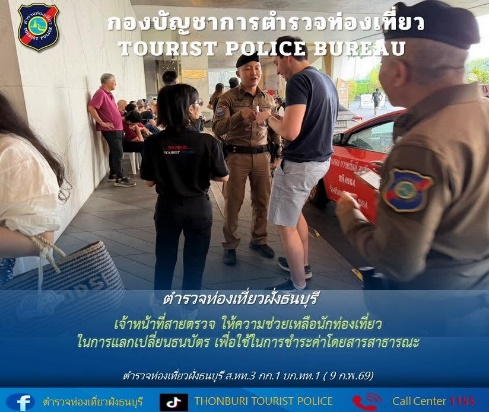 กองบัญชาการตำรวจท่องเที่ยว
TOURIST POLICE BUREAU
TOURIST POLICE
ตำรวจท่องเที่ยวฝั่งธนบุรี
เจ้าหน้าที่สายตรวจ ให้ความช่วยเหลือนักท่องเที่ยว
ในการแลกเปลี่ยนธนบัตร เพื่อใช้ในการชำระค่าโดยสารสาธารณะ
ตำรวจท่องเที่ยวฝั่งธนบุรี ส.ทท.3 กก.1 บก.ทท.1 ( 9 ก.พ.69)
ตำรวจท่องเที่ยวฝั่งธนบุรี THONBURI TOURIST POLICE Call Center 1155